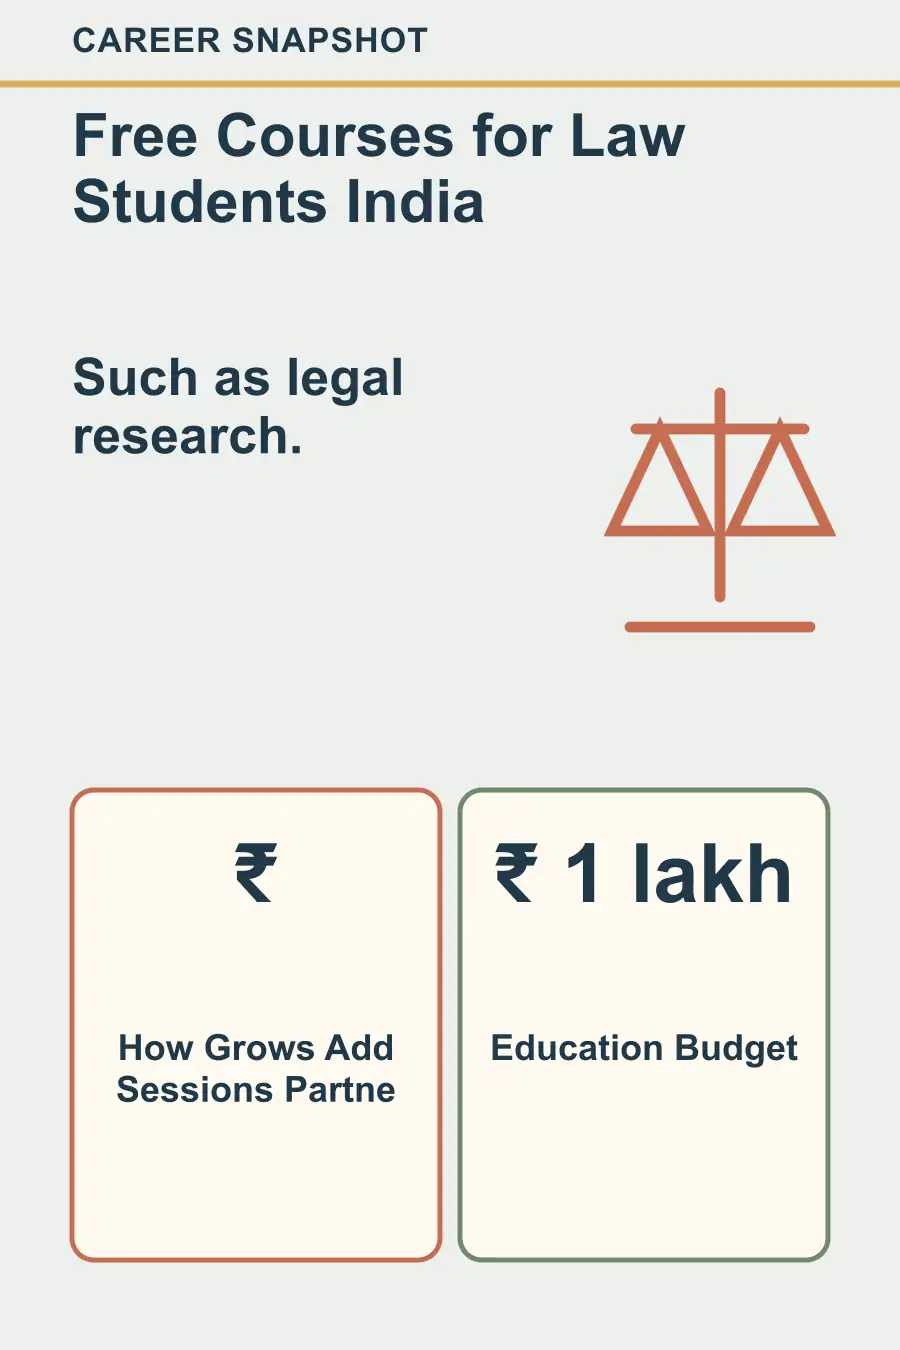 CAREER SNAPSHOT
Free Courses for Law
Students India
Such as legal
research.
₹
How Grows Add
Sessions Partne
₹ 1 lakh
Education Budget